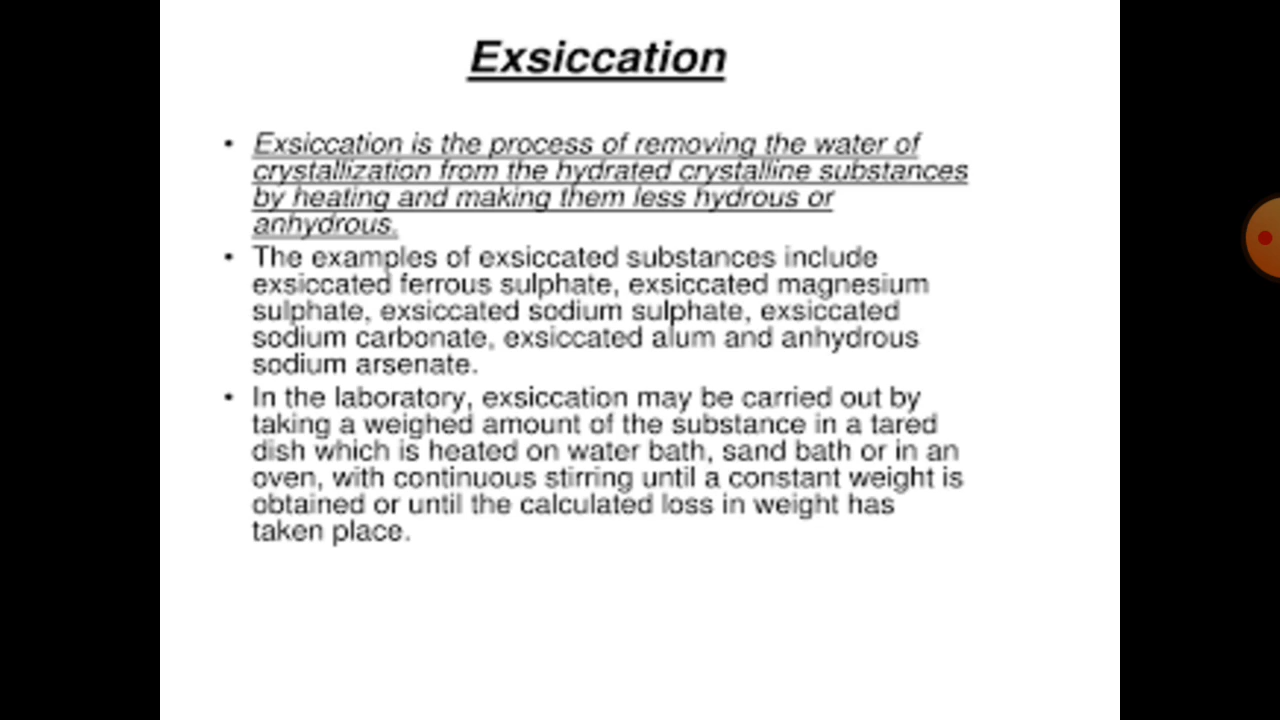 Exsiccation
• Exsiccation is the process of removing the water of
crystallization from the hydrated crystalline substances
by heating and making them less hydrous or
anhydrous.
• The examples of exsiccated substances include
exsiccated ferrous sulphate, exsiccated magnesium
sulphate, exsiccated sodium sulphate, exsiccated
sodium carbonate, exsiccated alum and anhydrous
sodium arsenate.
• In the laboratory, exsiccation may be carried out by
taking a weighed amount of the substance in a tared
dish which is heated on water bath, sand bath or in an
oven, with continuous stirring until a constant weight is
obtained or until the calculated loss in weight has
taken place.